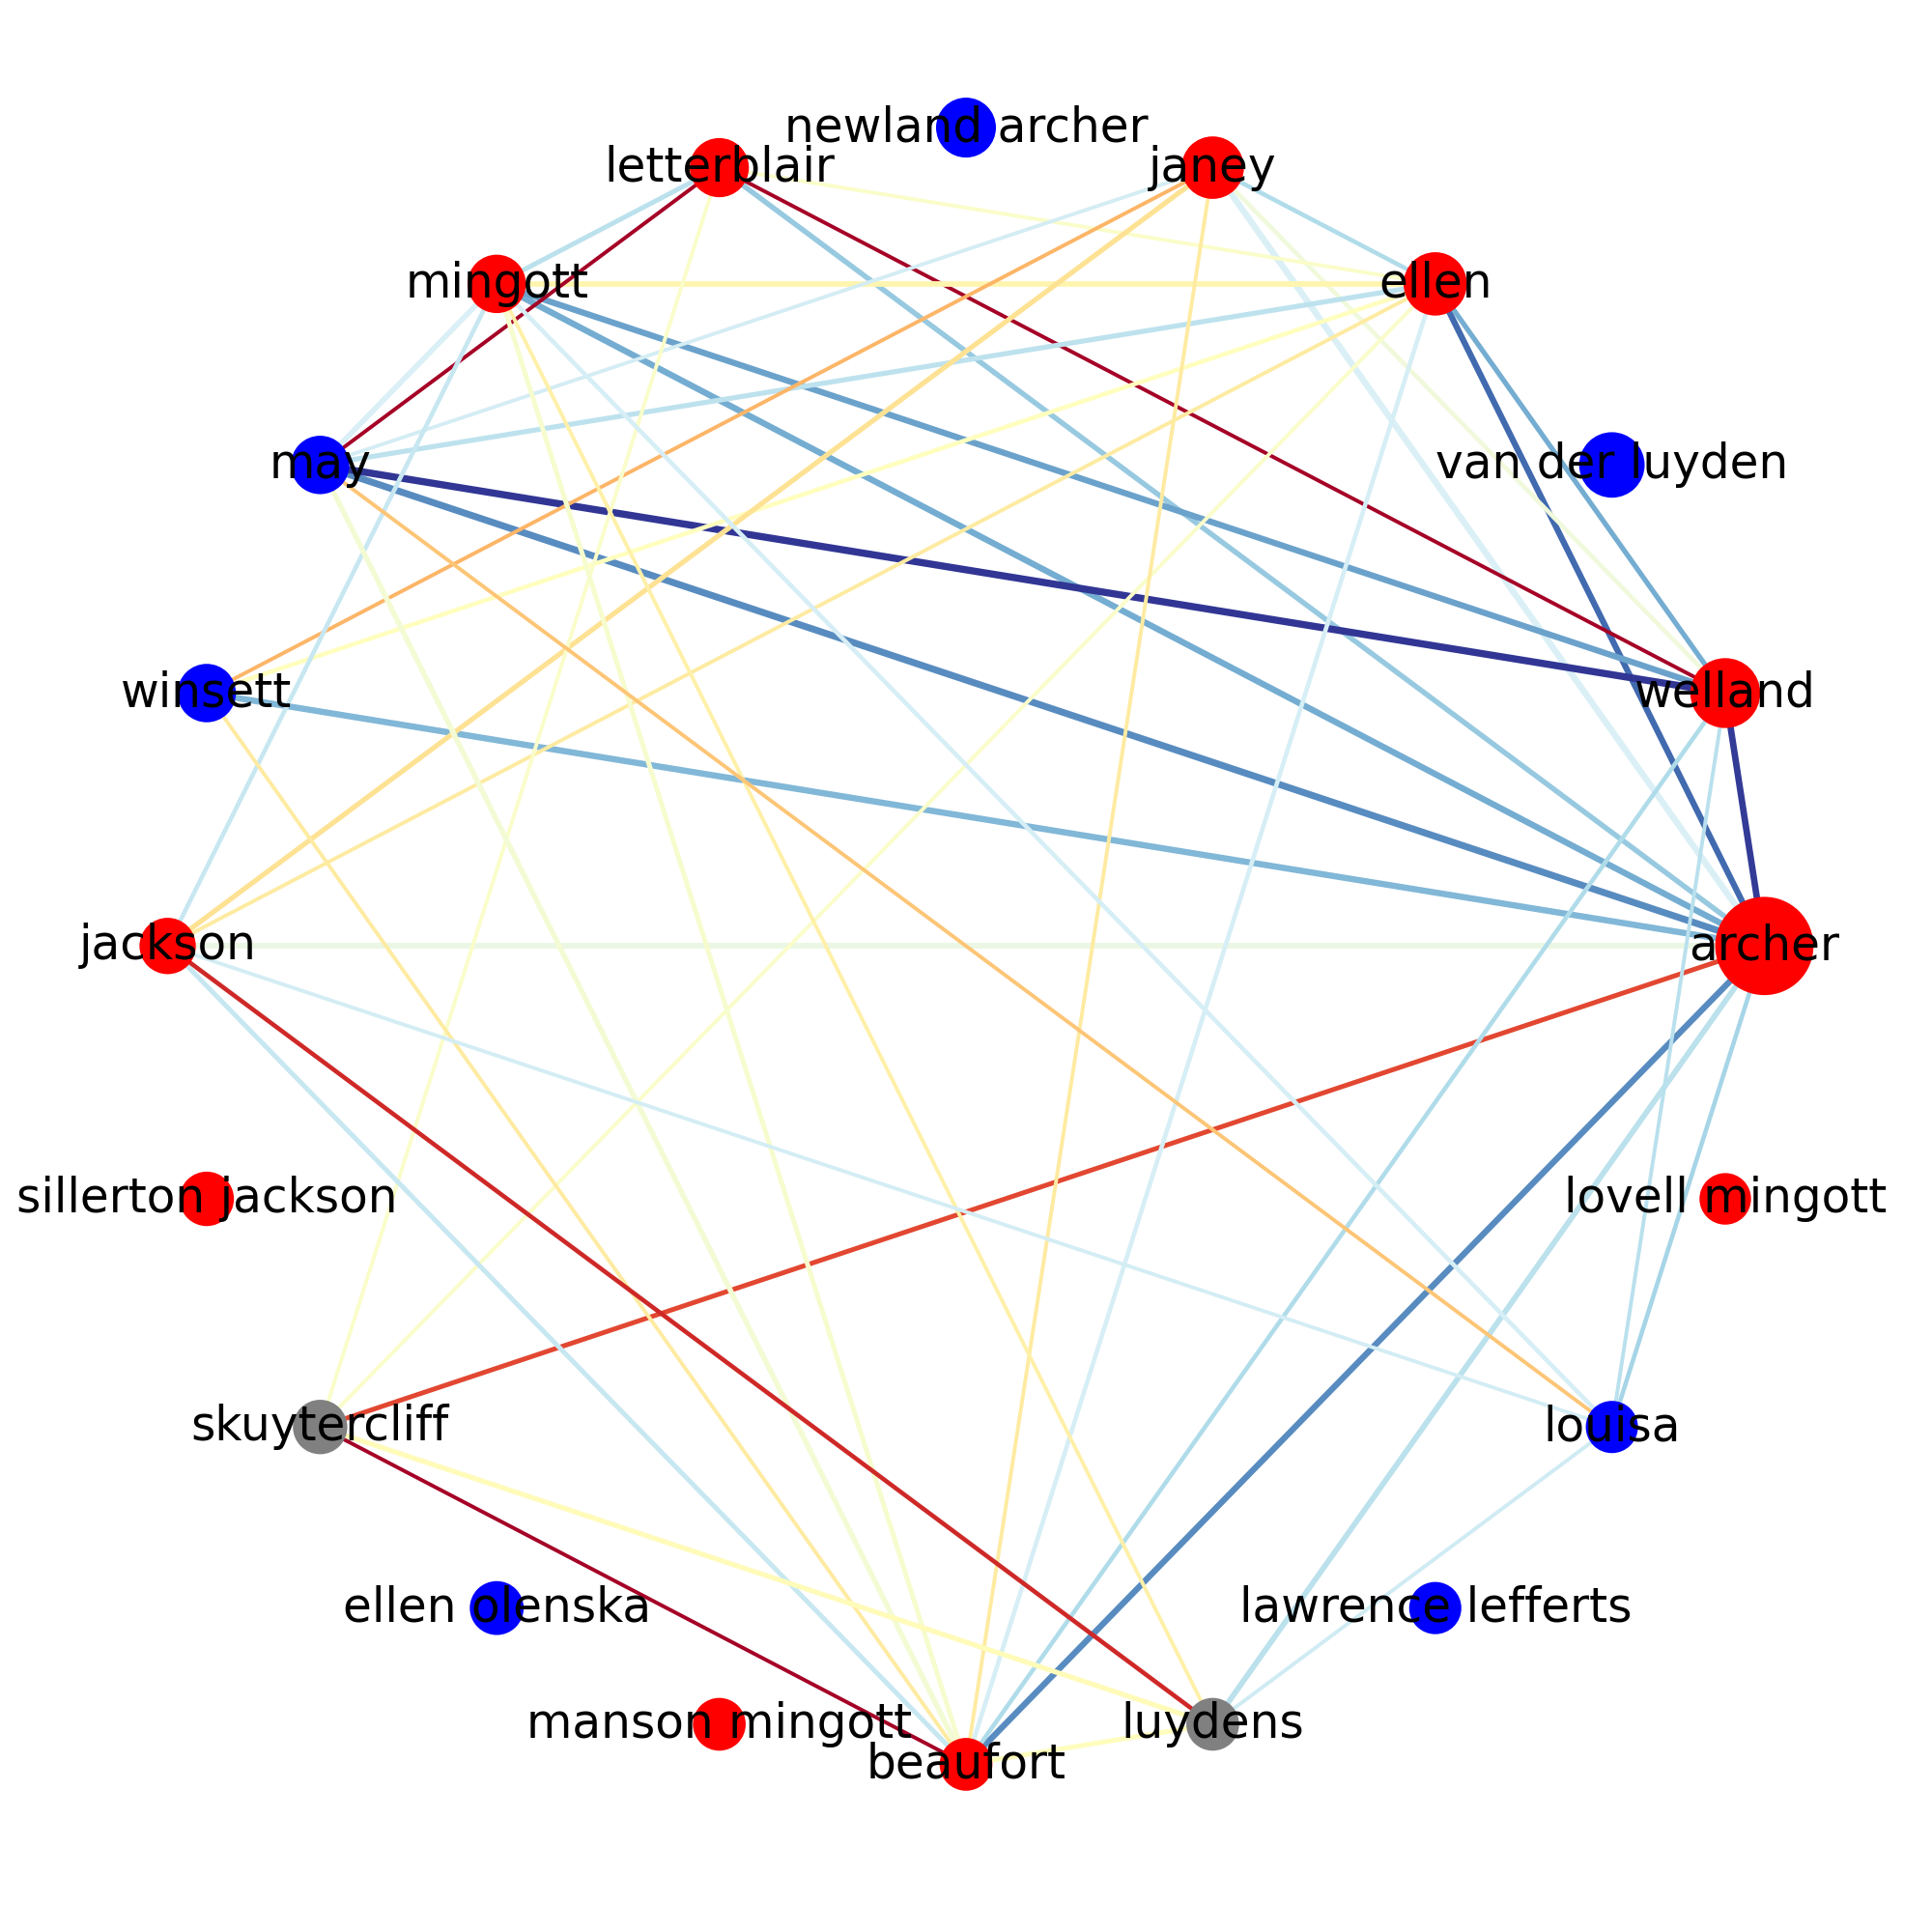 newland archer
letterblair
janey
mingott
ellen
may
van der luyden
winsett
welland
jackson
archer
sillerton jackson
lovell mingott
skuytercliff
louisa
ellen olenska
lawrence lefferts
manson mingott
luydens
beaufort